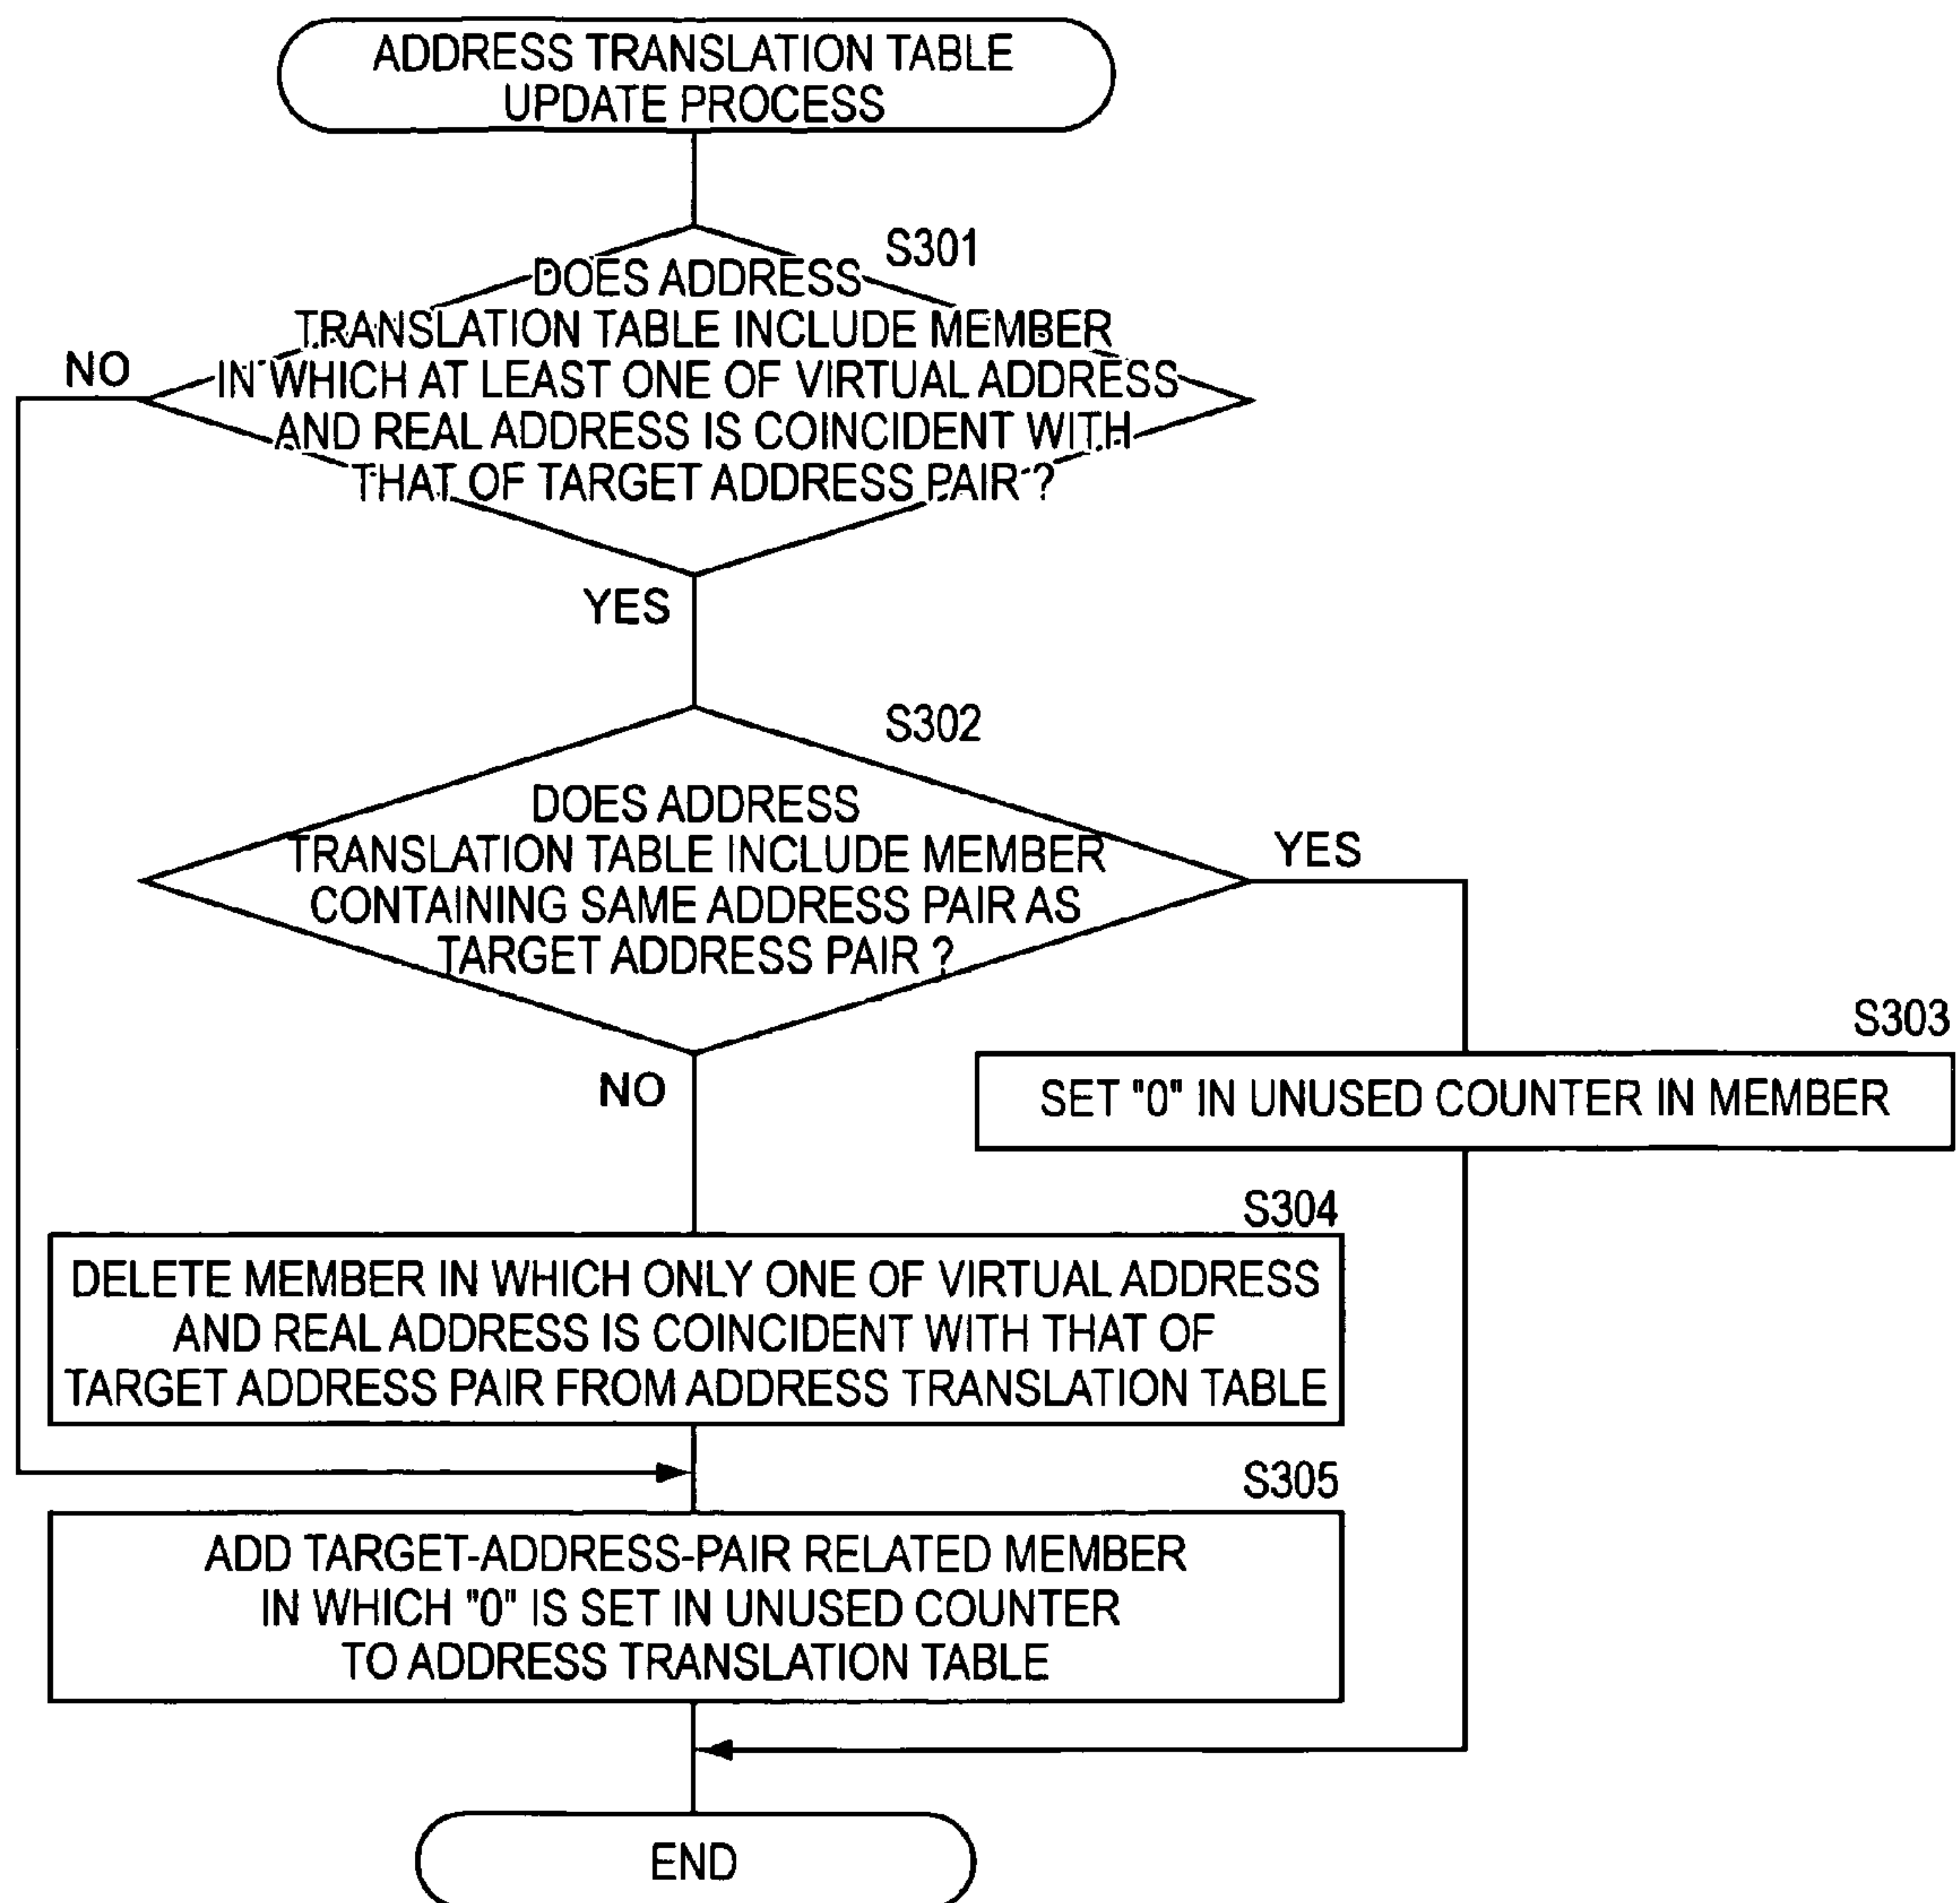 ADDRESS TRANSLATION TABLE
UPDATE PROCESS
S301
DOES ADDRESS
TRANSLATION TABLE INCLUDE MEMBER
IN WHICH AT LEAST ONE OF VIRTUAL ADDRESS
AND REAL ADDRESS IS COINCIDENT WITH
THAT OF TARGET ADDRESS PAIR ?
NO
YES
S302
DOES ADDRESS
TRANSLATION TABLE INCLUDE MEMBER
CONTAINING SAME ADDRESS PAIR AS
TARGET ADDRESS PAIR ?
YES
NO
S303
SET "0" IN UNUSED COUNTER IN MEMBER
S304
DELETE MEMBER IN WHICH ONLY ONE OF VIRTUAL ADDRESS
AND REAL ADDRESS IS COINCIDENT WITH THAT OF
TARGET ADDRESS PAIR FROM ADDRESS TRANSLATION TABLE
S305
ADD TARGET-ADDRESS-PAIR RELATED MEMBER
IN WHICH "0" IS SET IN UNUSED COUNTER
TO ADDRESS TRANSLATION TABLE
END